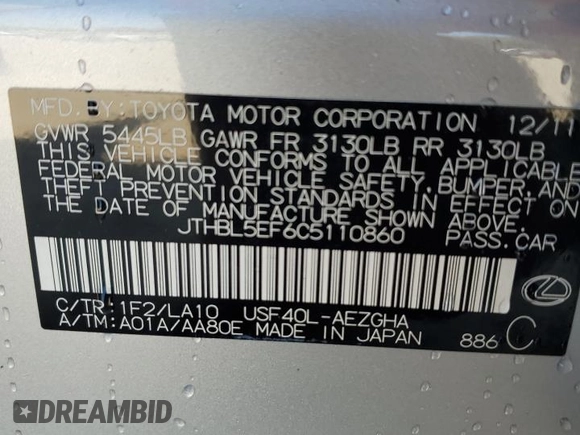 MFD. BY: TOYOTA MOTOR CORPORATION 12/11
GVWR 5445LB GAWR FR 3130LB RR 3130LB
THIS VEHICLE CONFORMS TO ALL APPLICABLE
FEDERAL MOTOR VEHICLE SAFETY, BUMPER, AND
THEFT PREVENTION STANDARDS IN EFFECT ON
THE DATE OF MANUFACTURE SHOWN ABOVE.
JTHBL5EF6C5110860 PASS. CAR
C/TR: 1F2/LA10 USF40L-AEZGHA
A/TM: A01A/AA80E MADE IN JAPAN 886 C
DREAMBID